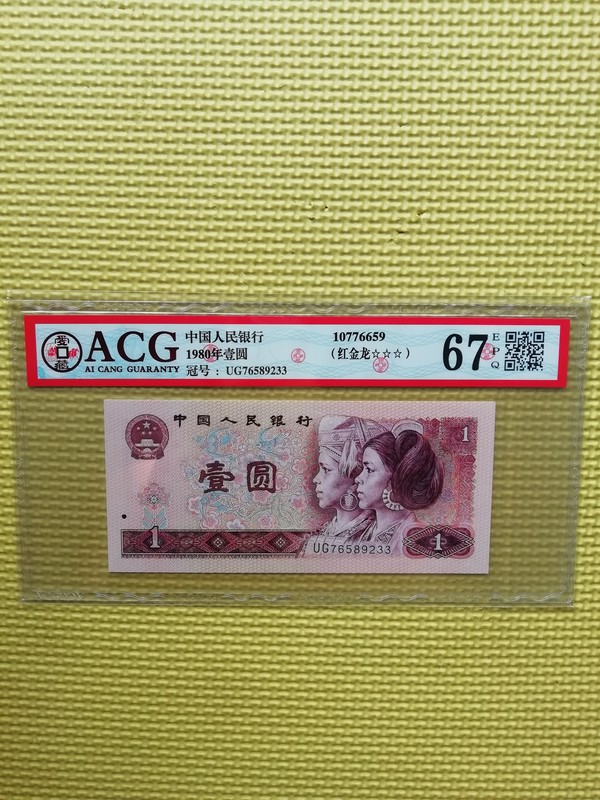 愛
藏
ACG
AI CANG GUARANTY
中国人民银行
1980年壹圆
冠号：UG76589233
10776659
（红金龙☆☆☆）
67
EPQ
中国人民银行
1
壹圆
1
UG76589233
1